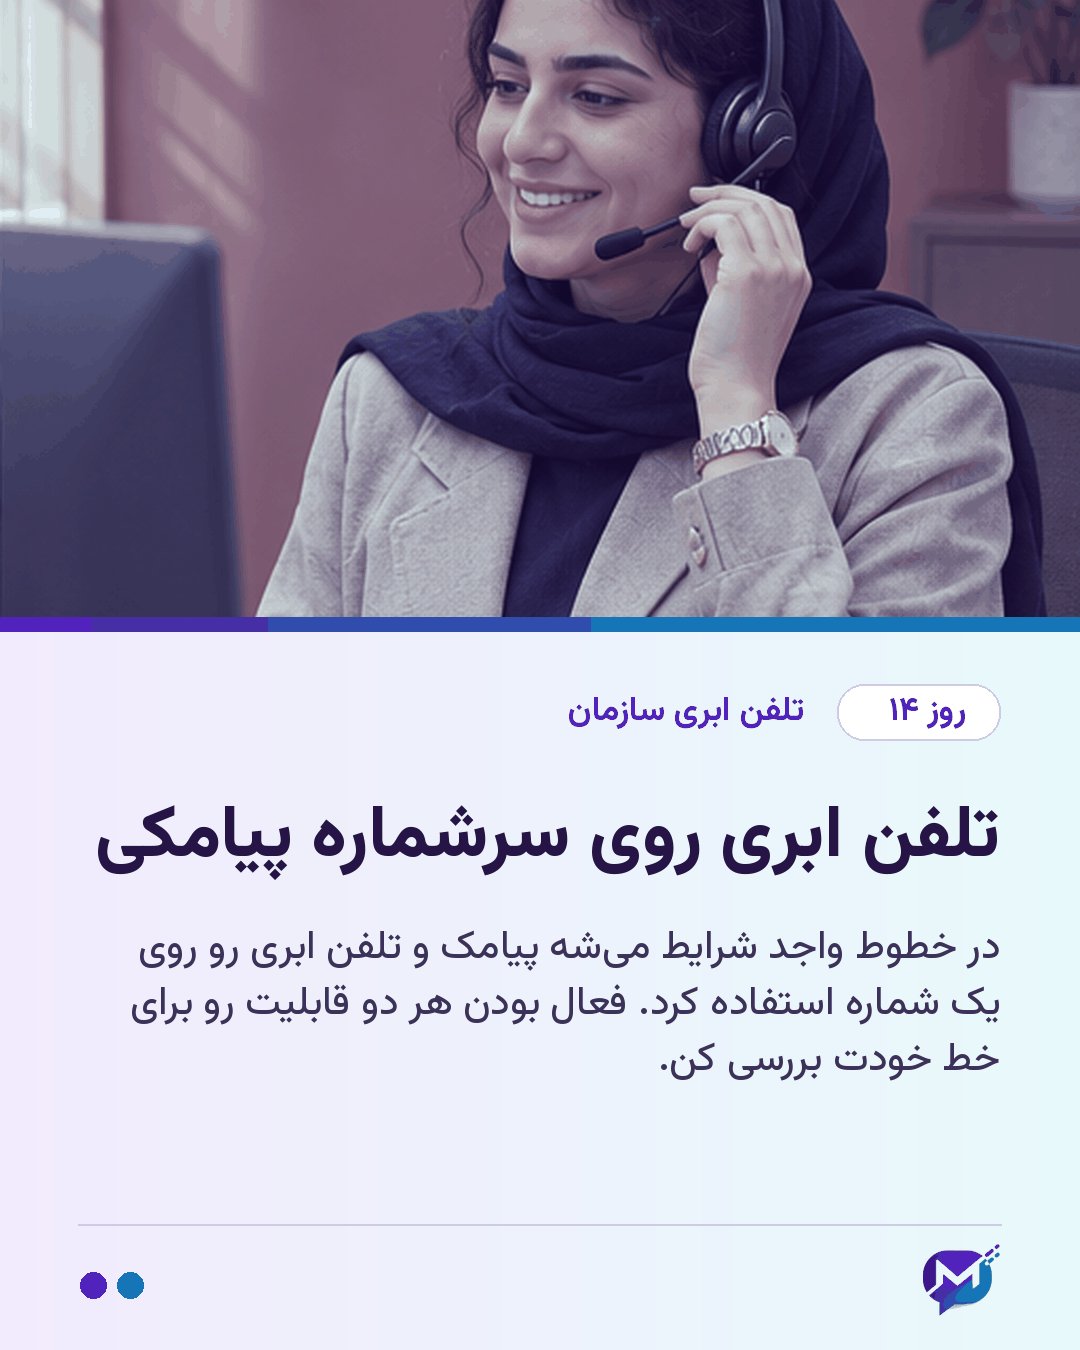 روز ۱۴
تلفن ابری سازمان
تلفن ابری روی سرشماره پیامکی
در خطوط واجد شرایط می‌شه پیامک و تلفن ابری رو روی
یک شماره استفاده کرد. فعال بودن هر دو قابلیت رو برای
خط خودت بررسی کن.